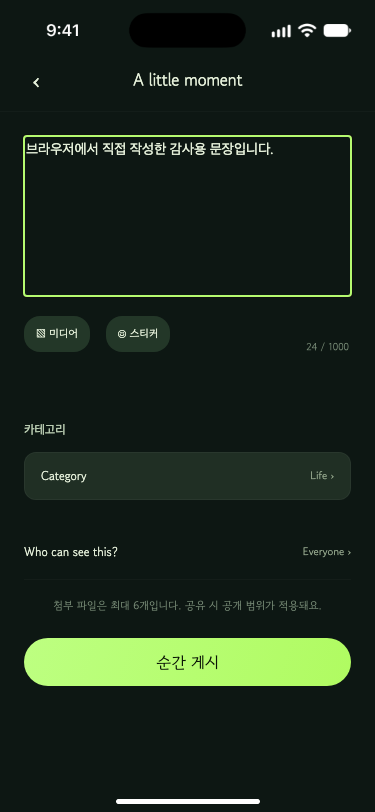 9:41
A little moment
브라우저에서 직접 작성한 감사용 문장입니다.
미디어
스티커
24 / 1000
카테고리
Category
Life ›
Who can see this?
Everyone ›
첨부 파일은 최대 6개입니다. 공유 시 공개 범위가 적용돼요.
순간 게시